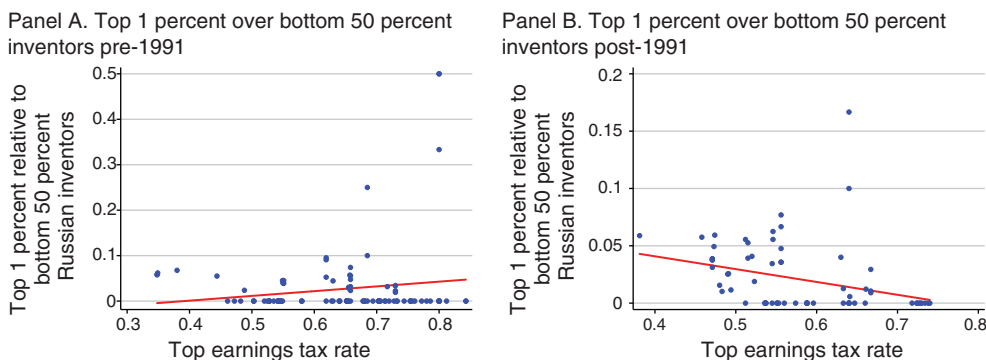 Panel A. Top 1 percent over bottom 50 percent
inventors pre-1991
Top 1 percent relative to
bottom 50 percent
Russian inventors
0.5
0.4
0.3
0.2
0.1
0
0.3 0.4 0.5 0.6 0.7 0.8
Top earnings tax rate
Panel B. Top 1 percent over bottom 50 percent
inventors post-1991
Top 1 percent relative to
bottom 50 percent
Russian inventors
0.2
0.15
0.1
0.05
0
0.4 0.5 0.6 0.7 0.8
Top earnings tax rate